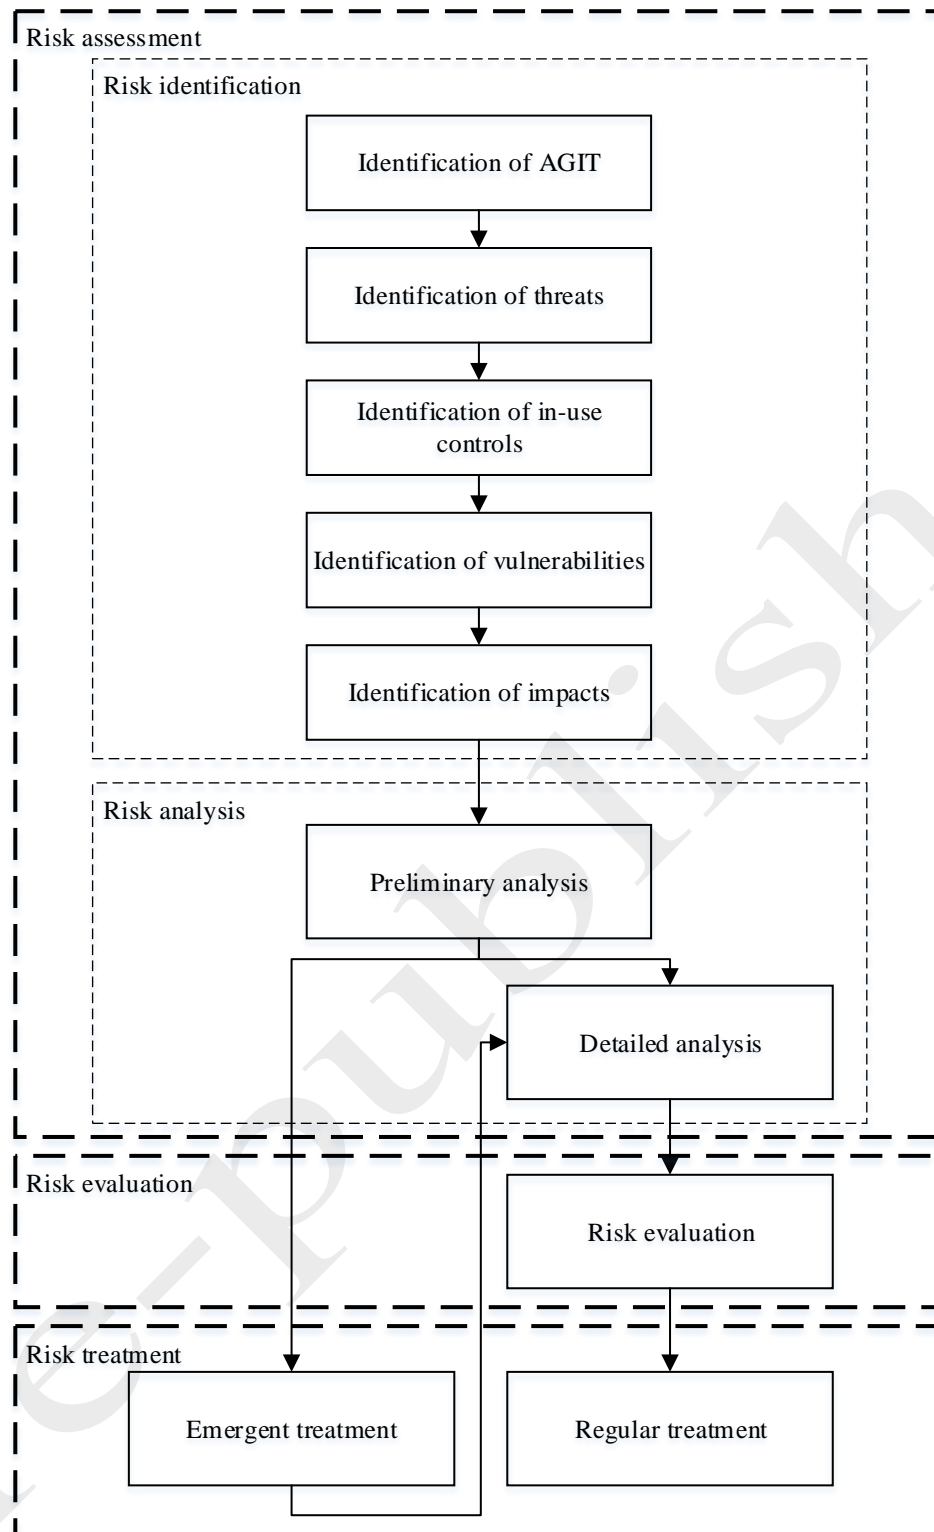 Risk assessment
Risk identification
Identification of AGIT
Identification of threats
Identification of in-use
controls
Identification of vulnerabilities
Identification of impacts
Risk analysis
Preliminary analysis
Detailed analysis
Risk evaluation
Risk evaluation
Risk treatment
Emergent treatment
Regular treatment
e-publish